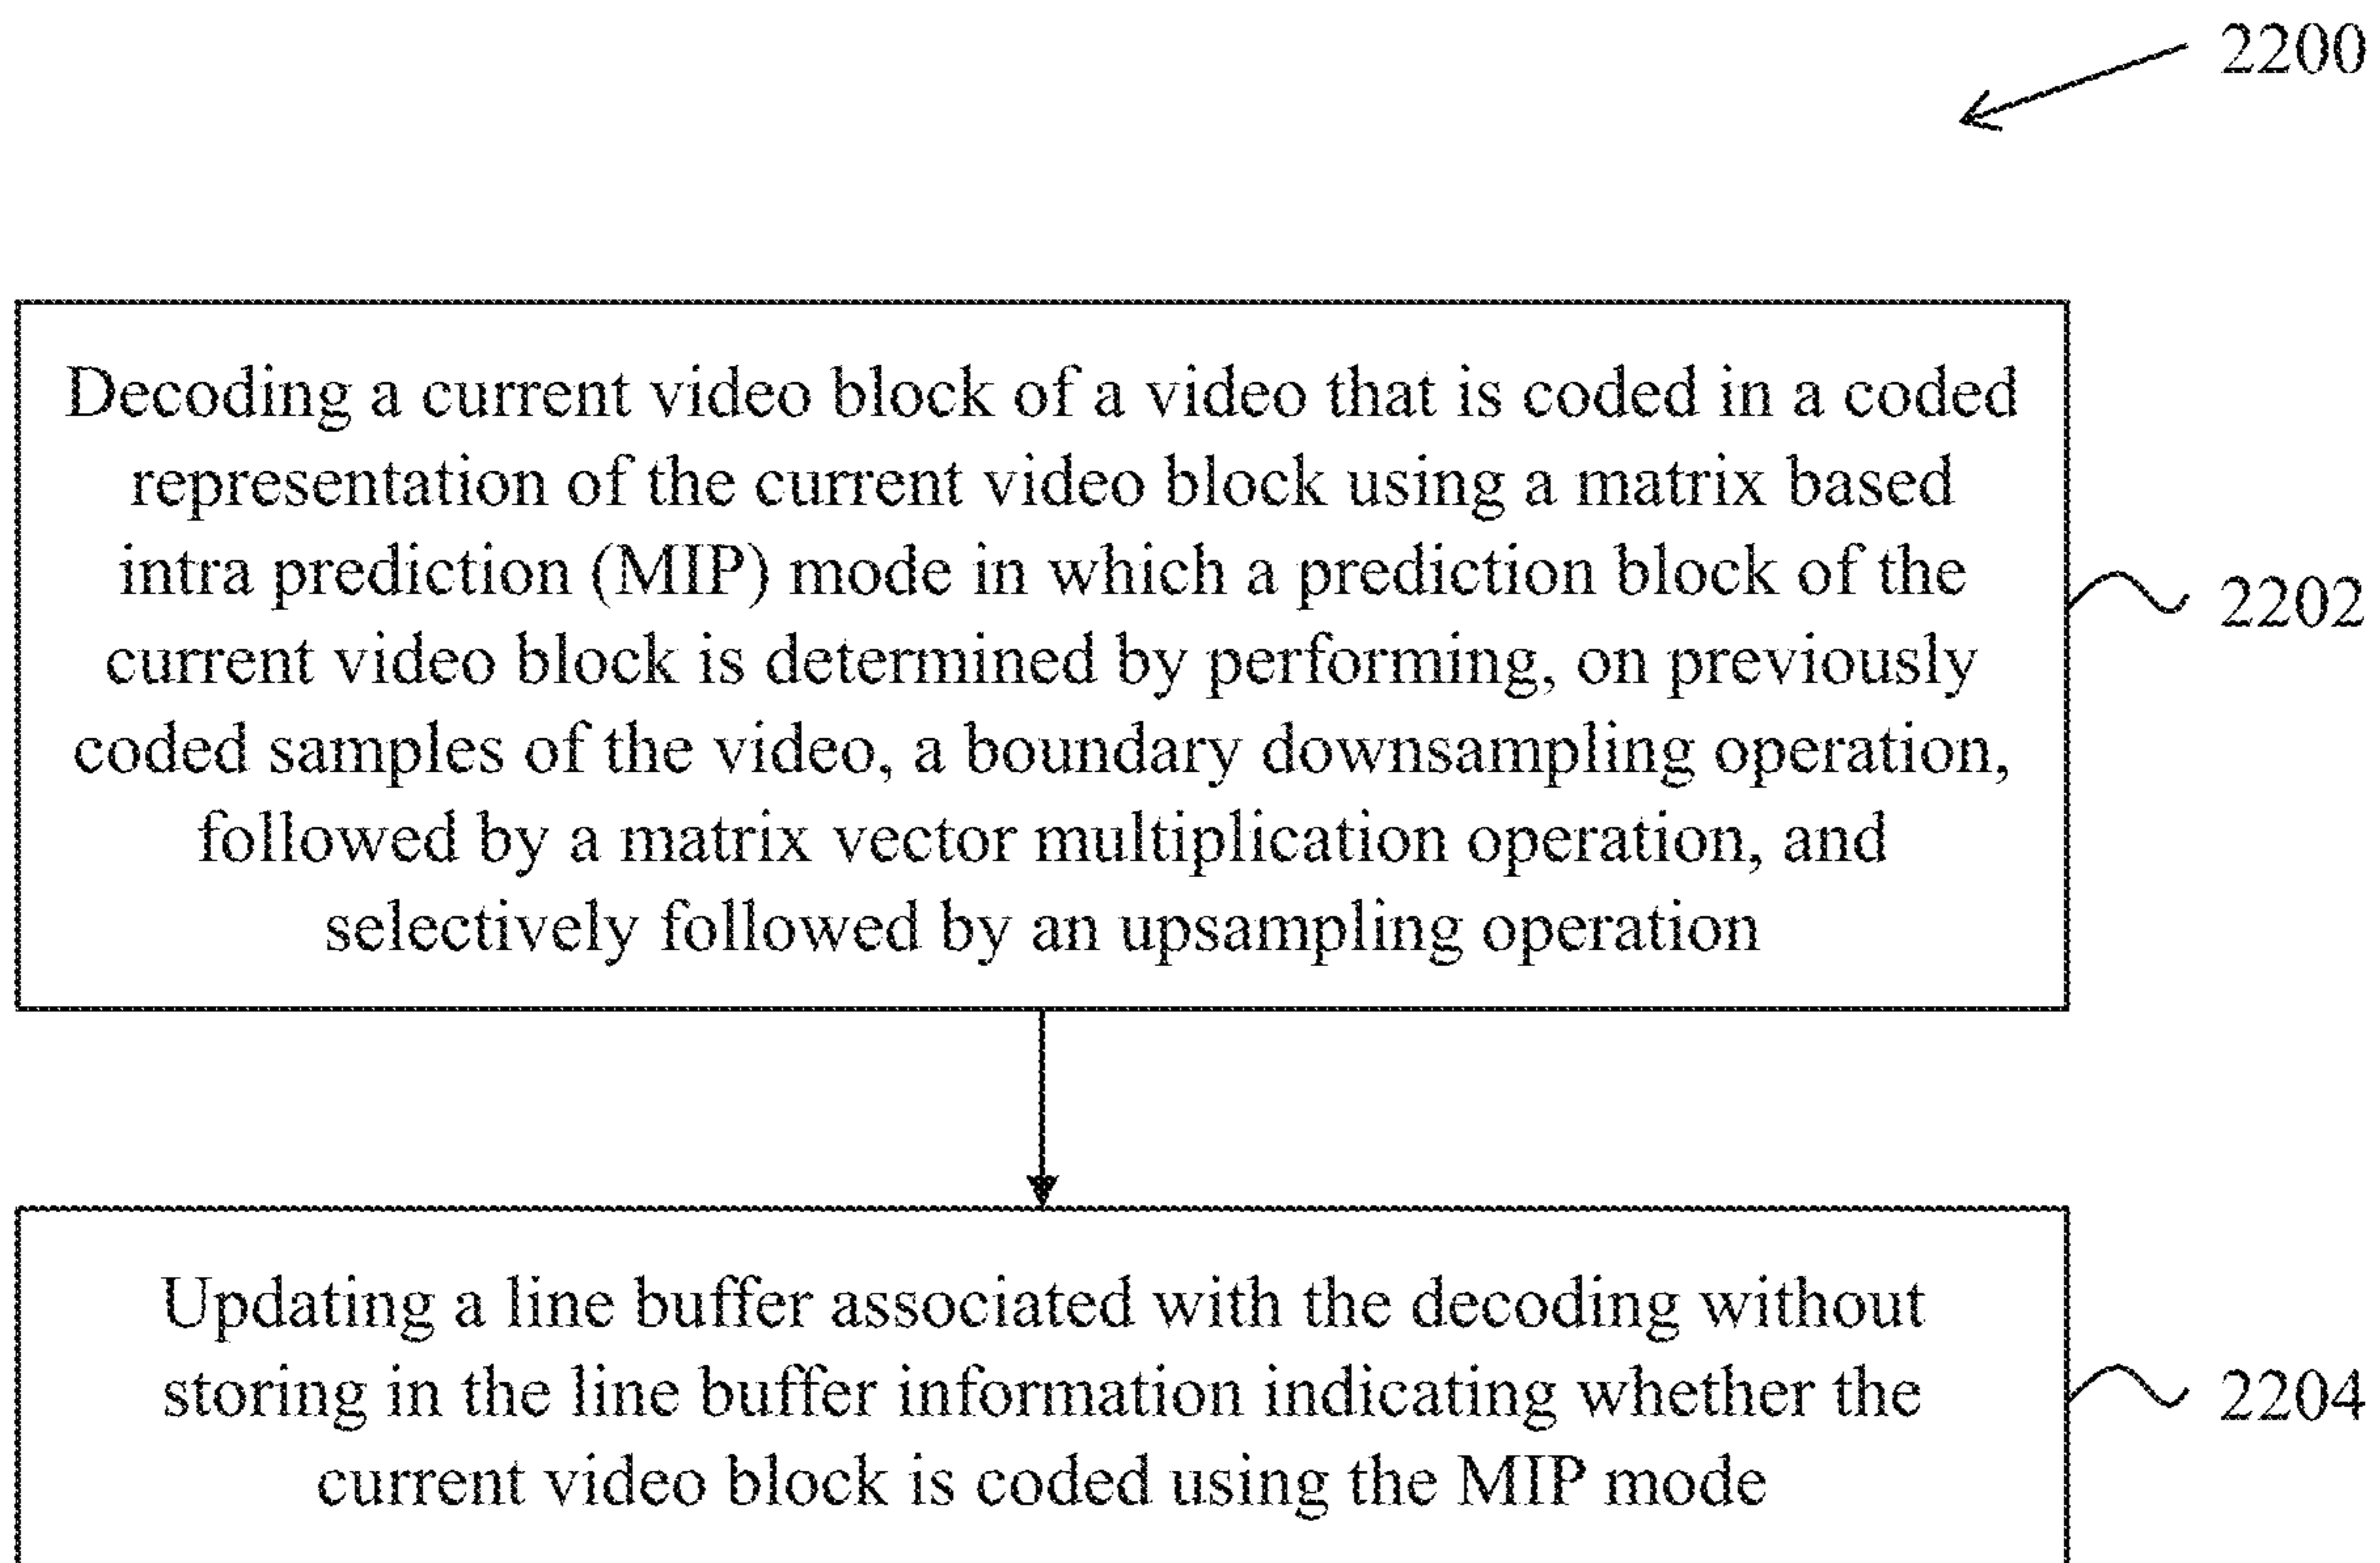 2200
Decoding a current video block of a video that is coded in a coded
representation of the current video block using a matrix based
intra prediction (MIP) mode in which a prediction block of the
current video block is determined by performing, on previously
coded samples of the video, a boundary downsampling operation,
followed by a matrix vector multiplication operation, and
selectively followed by an upsampling operation
2202
Updating a line buffer associated with the decoding without
storing in the line buffer information indicating whether the
current video block is coded using the MIP mode
2204